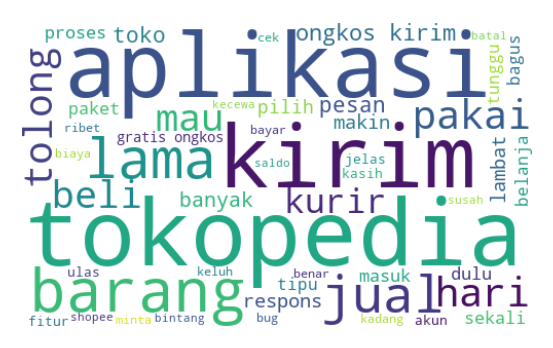 proses toko cek ongkos kirim batal
aplikasi
tolong
tunggu
bagus
paket mau kecewa pilih pesan pakai
ribet gratis ongkos bayar makin
biaya lama kirim lambat belanja
saldo jelas
kasih
beli banyak kurir susah
tokopedia
barang jual hari
ulas keluh benar tipu masuk dulu
respons
fitur shopee minta bintang bug kadang akun sekali